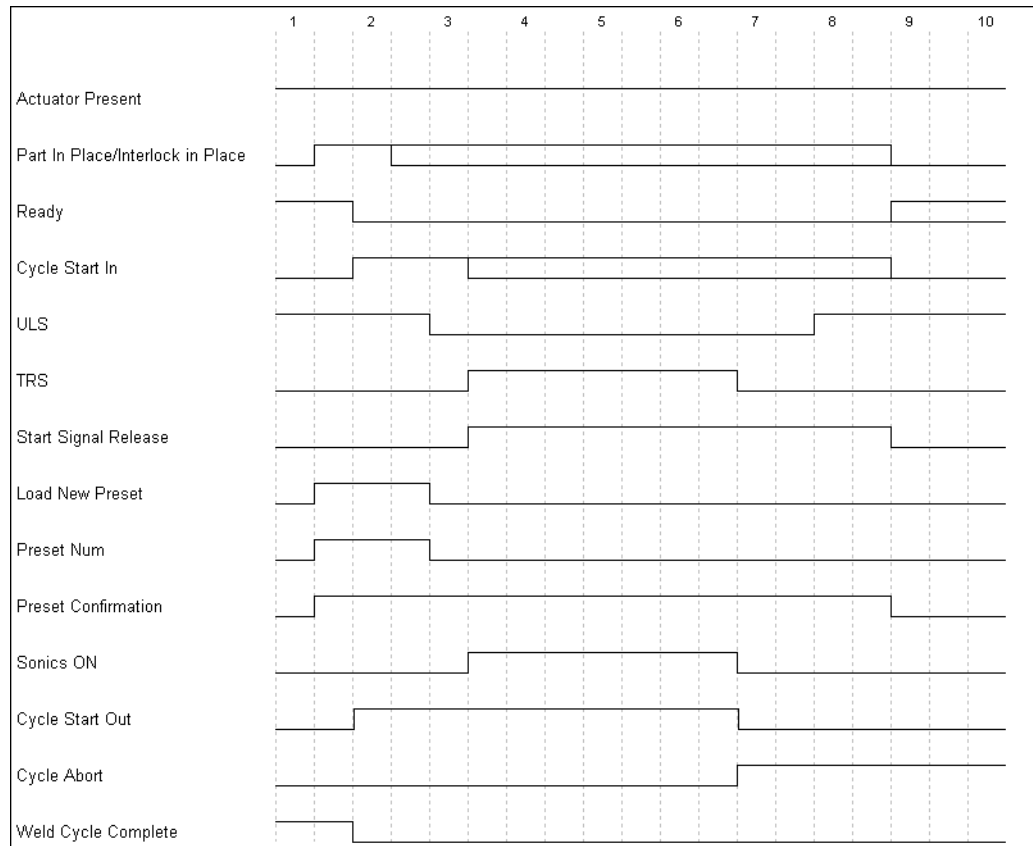 1 2 3 4 5 6 7 8 9 10
Actuator Present
Part In Place/Interlock in Place
Ready
Cycle Start In
ULS
TRS
Start Signal Release
Load New Preset
Preset Num
Preset Confirmation
Sonics ON
Cycle Start Out
Cycle Abort
Weld Cycle Complete